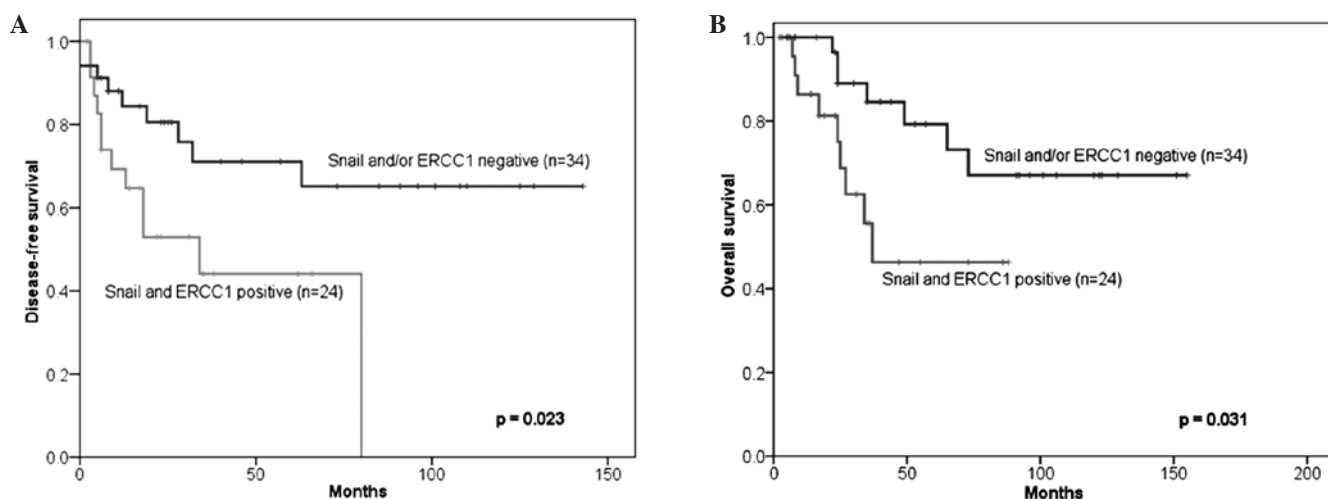 A
Disease-free survival
1.0
0.8
0.6
0.4
0.2
0.0
Snail and/or ERCC1 negative (n=34)
Snail and ERCC1 positive (n=24)
p = 0.023
0 50 100 150
Months
B
Overall survival
1.0
0.8
0.6
0.4
0.2
0.0
Snail and/or ERCC1 negative (n=34)
Snail and ERCC1 positive (n=24)
p = 0.031
0 50 100 150 200
Months